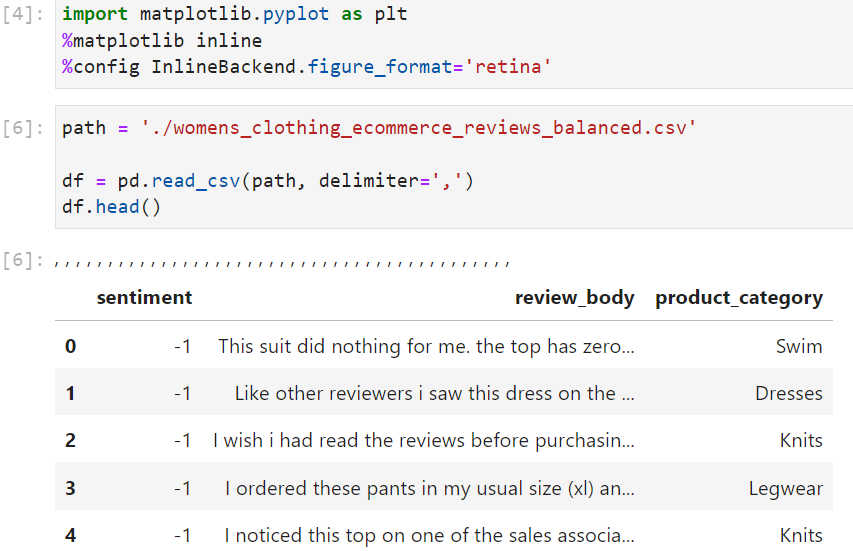 [4]: import matplotlib.pyplot as plt
%matplotlib inline
%config InlineBackend.figure_format='retina'
[6]: path = './womens_clothing_ecommerce_reviews_balanced.csv'
df = pd.read_csv(path, delimiter=',')
df.head()
[6]: ,,,,,,,,,,,,,,,,,,,,,,,,,,,,,,,,,,,,,,,,,,,
sentiment review_body product_category
0 -1 This suit did nothing for me. the top has zero... Swim
1 -1 Like other reviewers i saw this dress on the ... Dresses
2 -1 I wish i had read the reviews before purchasin... Knits
3 -1 I ordered these pants in my usual size (xl) an... Legwear
4 -1 I noticed this top on one of the sales associa... Knits